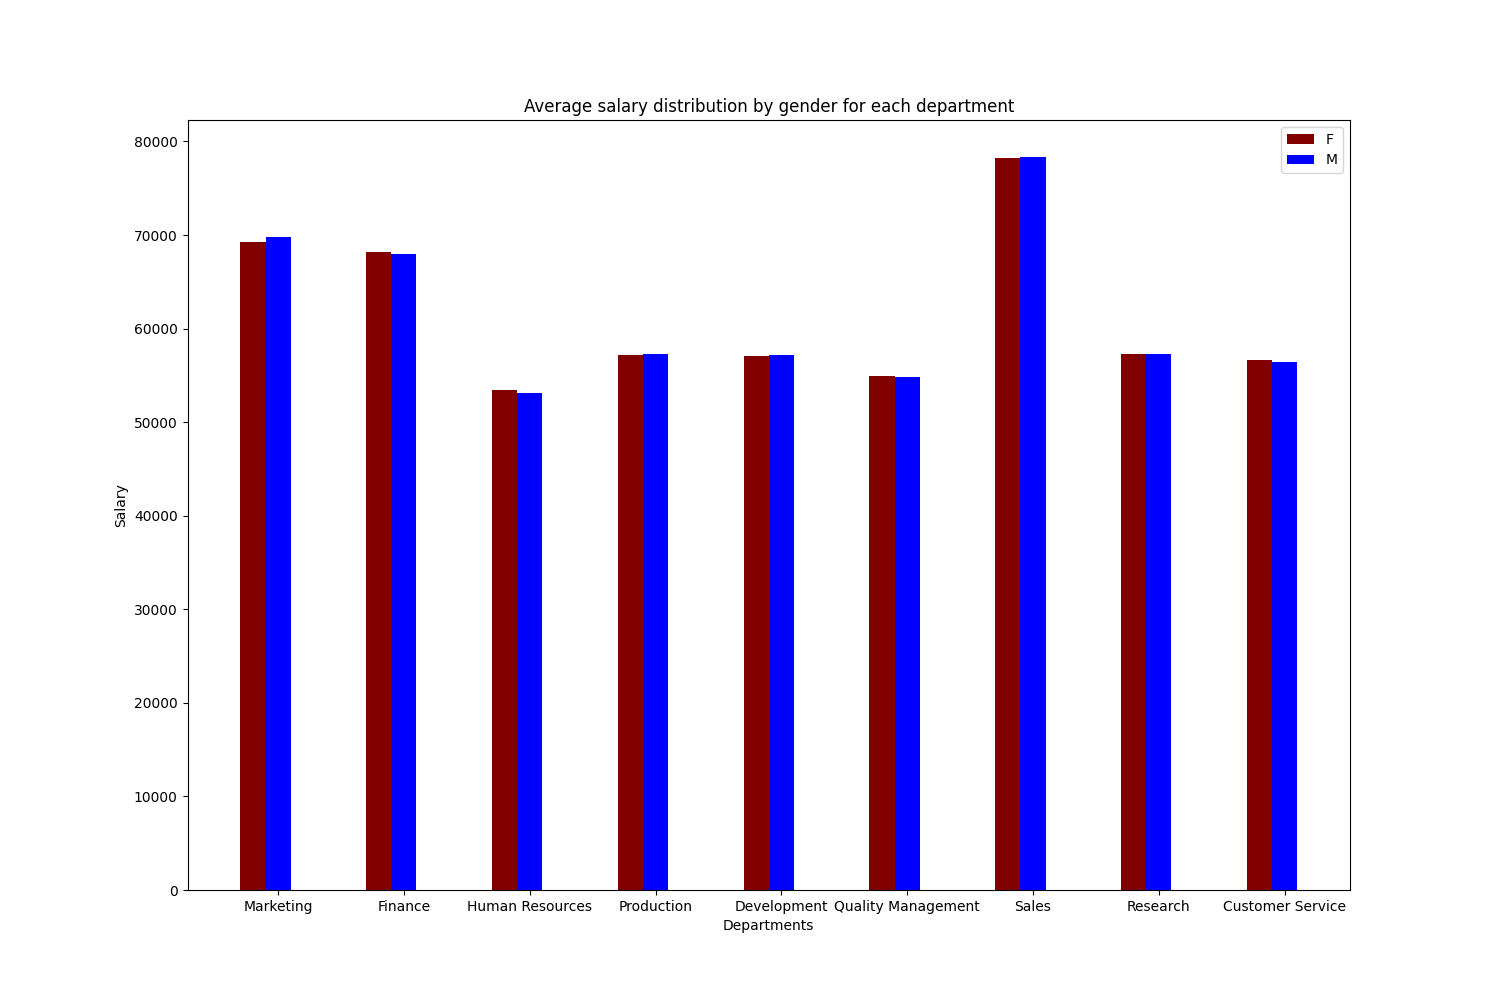 Average salary distribution by gender for each department
F
M
80000
70000
60000
50000
40000
30000
20000
10000
0
Salary
Marketing Finance Human Resources Production Development Quality Management Sales Research Customer Service
Departments